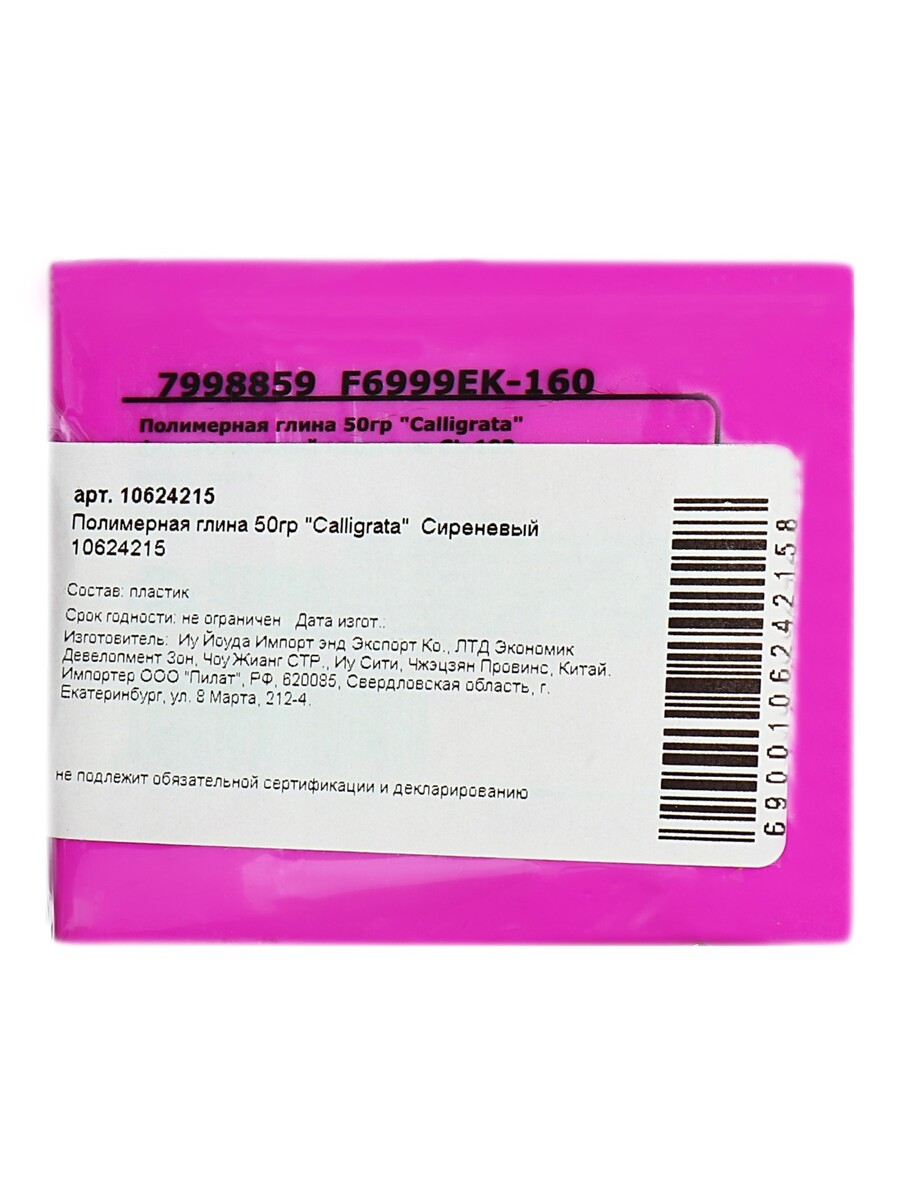 7998859 F6999EK-160
Полимерная глина 50гр "Calligrata"
арт. 10624215
Полимерная глина 50гр "Calligrata" Сиреневый
10624215
Состав: пластик
Срок годности: не ограничен Дата изгот.:
Изготовитель: Иу Йоуда Импорт энд Экспорт Ко., ЛТД Экономик
Девелопмент Зон, Чоу Жианг СТР., Иу Сити, Чжэцзян Провинс, Китай.
Импортер ООО "Пилат", РФ, 620085, Свердловская область, г.
Екатеринбург, ул. 8 Марта, 212-4.
не подлежит обязательной сертификации и декларированию
6900106242158